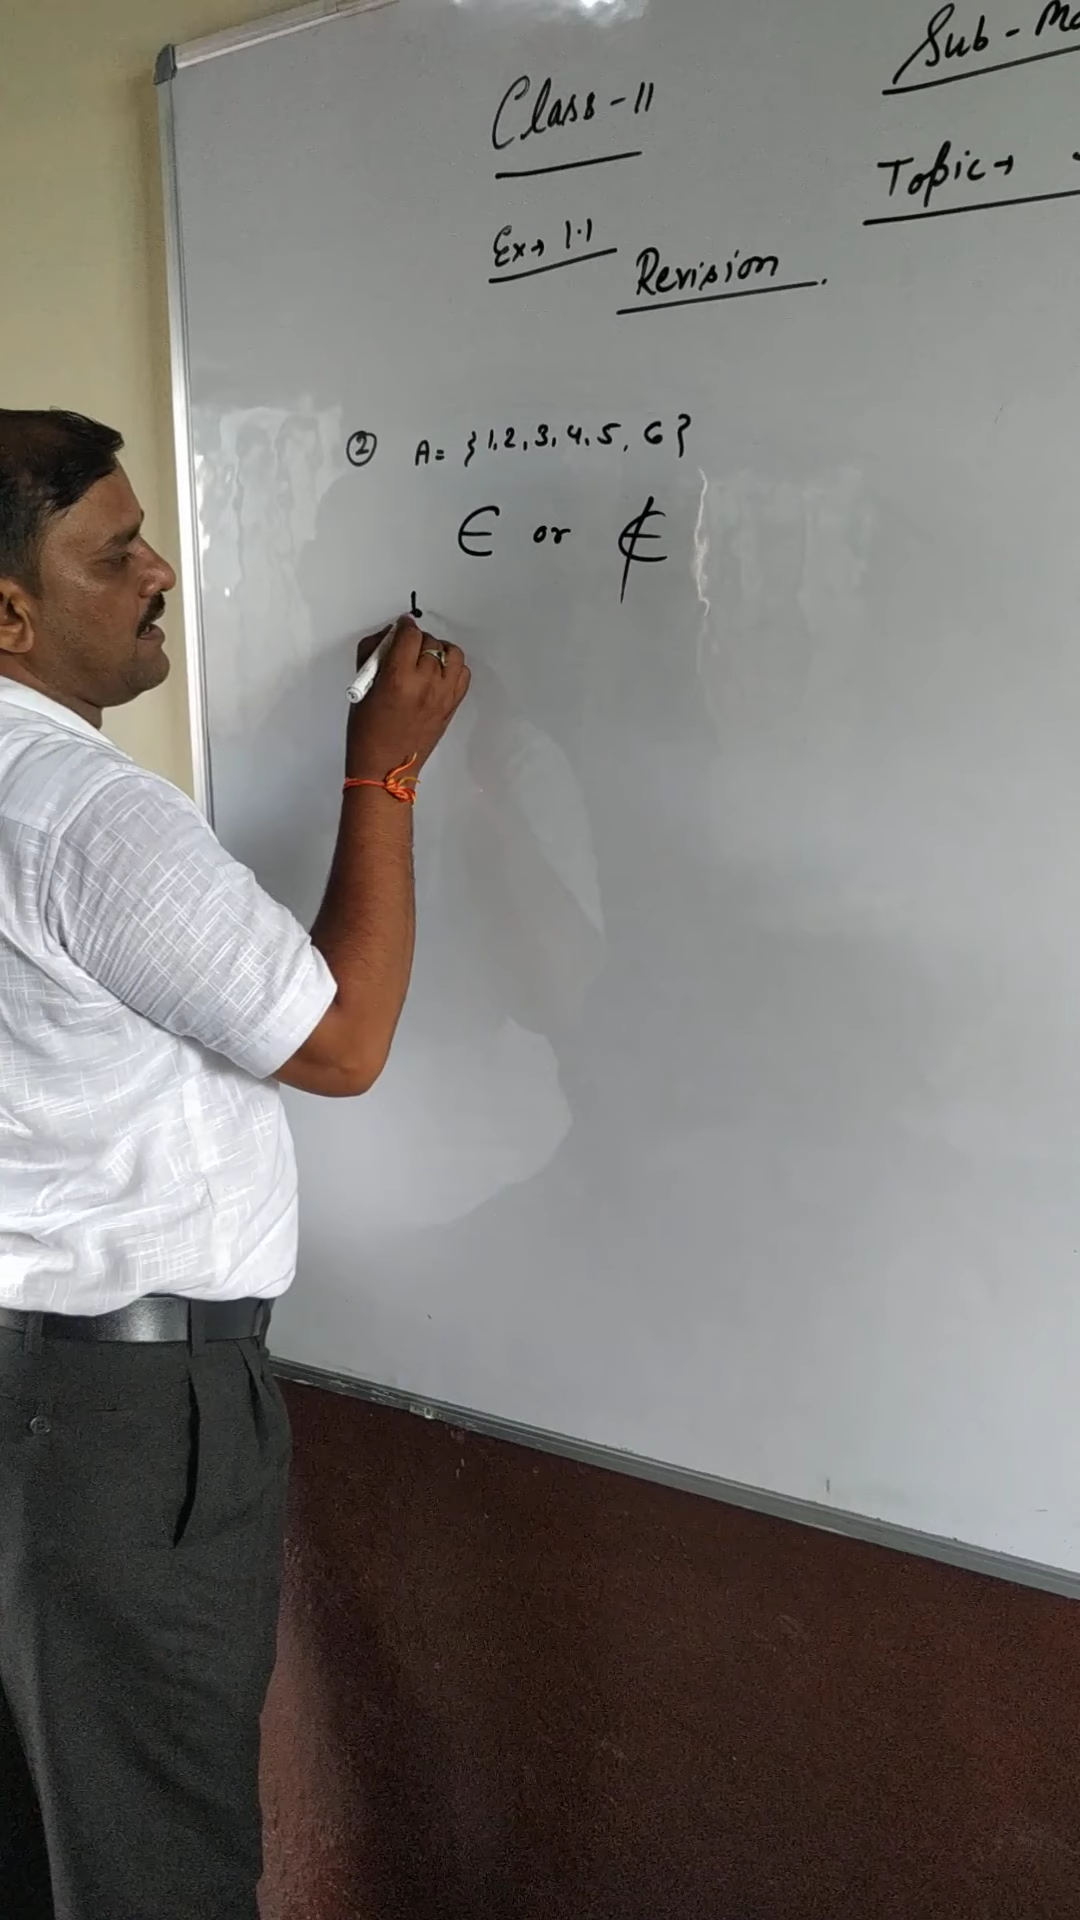 Class-11
Sub-Ma
Topic→
Ex→ 1.1
Revision.
② A= {1,2,3,4,5,6}
∈ or ∉